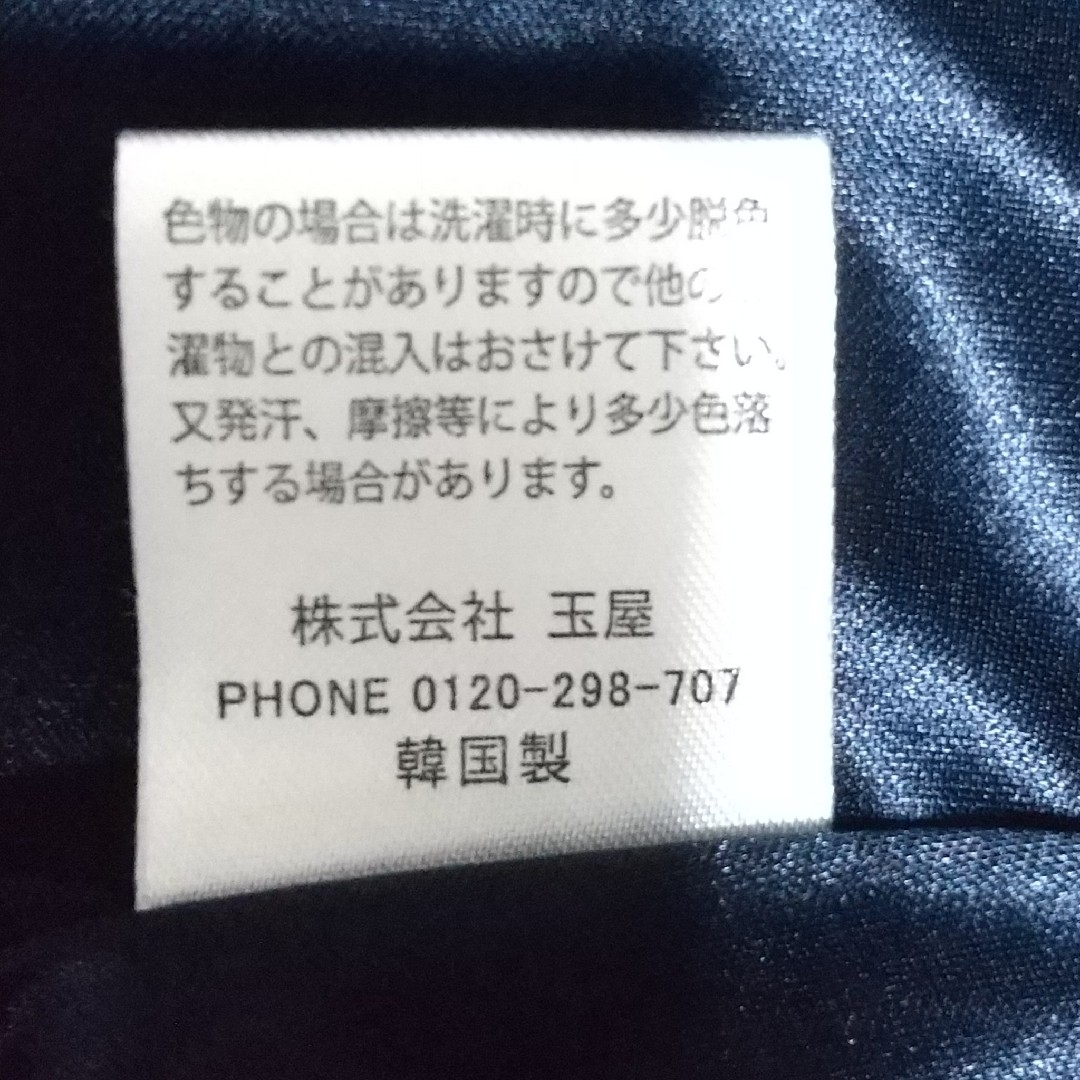 色物の場合は洗濯時に多少脱色
することがありますので他の
濯物との混入はおさけて下さい。
又発汗、摩擦等により多少色落
ちする場合があります。
株式会社 玉屋
PHONE 0120-298-707
韓国製